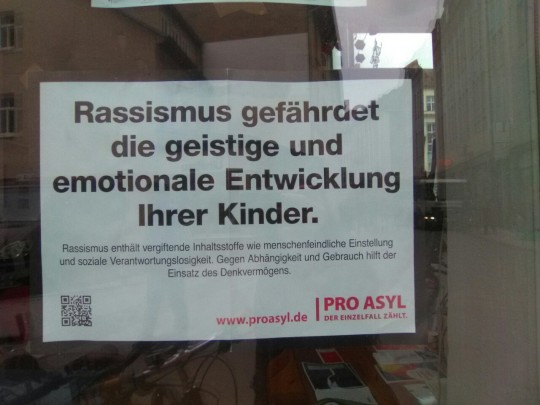 Rassismus gefährdet
die geistige und
emotionale Entwicklung
Ihrer Kinder.
Rassismus enthält vergiftende Inhaltsstoffe wie menschenfeindliche Einstellung
und soziale Verantwortungslosigkeit. Gegen Abhängigkeit und Gebrauch hilft der
Einsatz des Denkvermögens.
www.proasyl.de
PRO ASYL
DER EINZELFALL ZÄHLT.